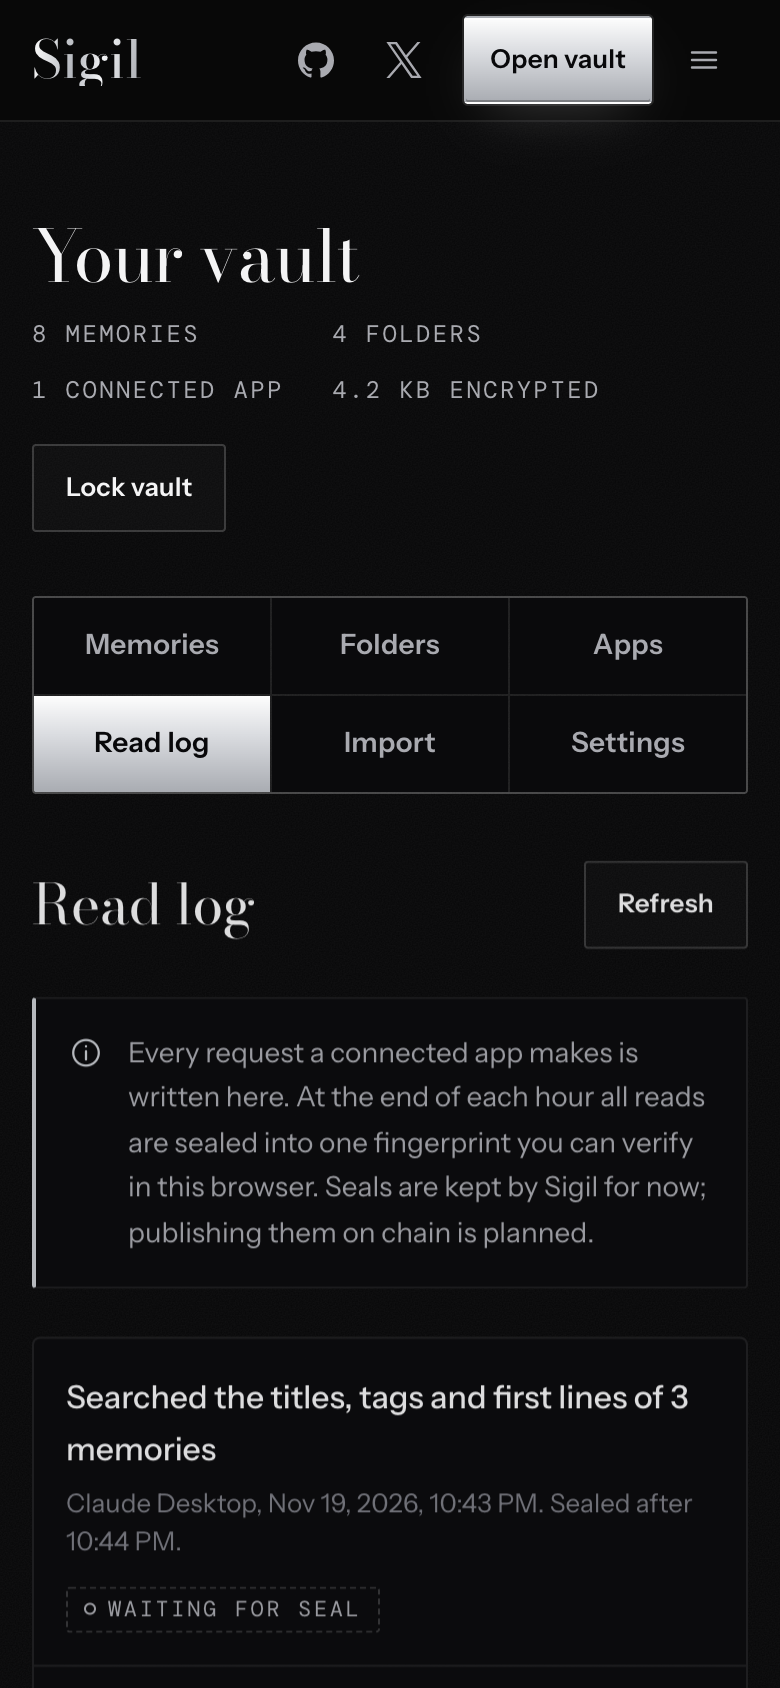 Sigil
Open vault
Your vault
8 MEMORIES
4 FOLDERS
1 CONNECTED APP
4.2 KB ENCRYPTED
Lock vault
Memories
Folders
Apps
Read log
Import
Settings
Read log
Refresh
Every request a connected app makes is
written here. At the end of each hour all reads
are sealed into one fingerprint you can verify
in this browser. Seals are kept by Sigil for now;
publishing them on chain is planned.
Searched the titles, tags and first lines of 3
memories
Claude Desktop, Nov 19, 2026, 10:43 PM. Sealed after
10:44 PM.
WAITING FOR SEAL